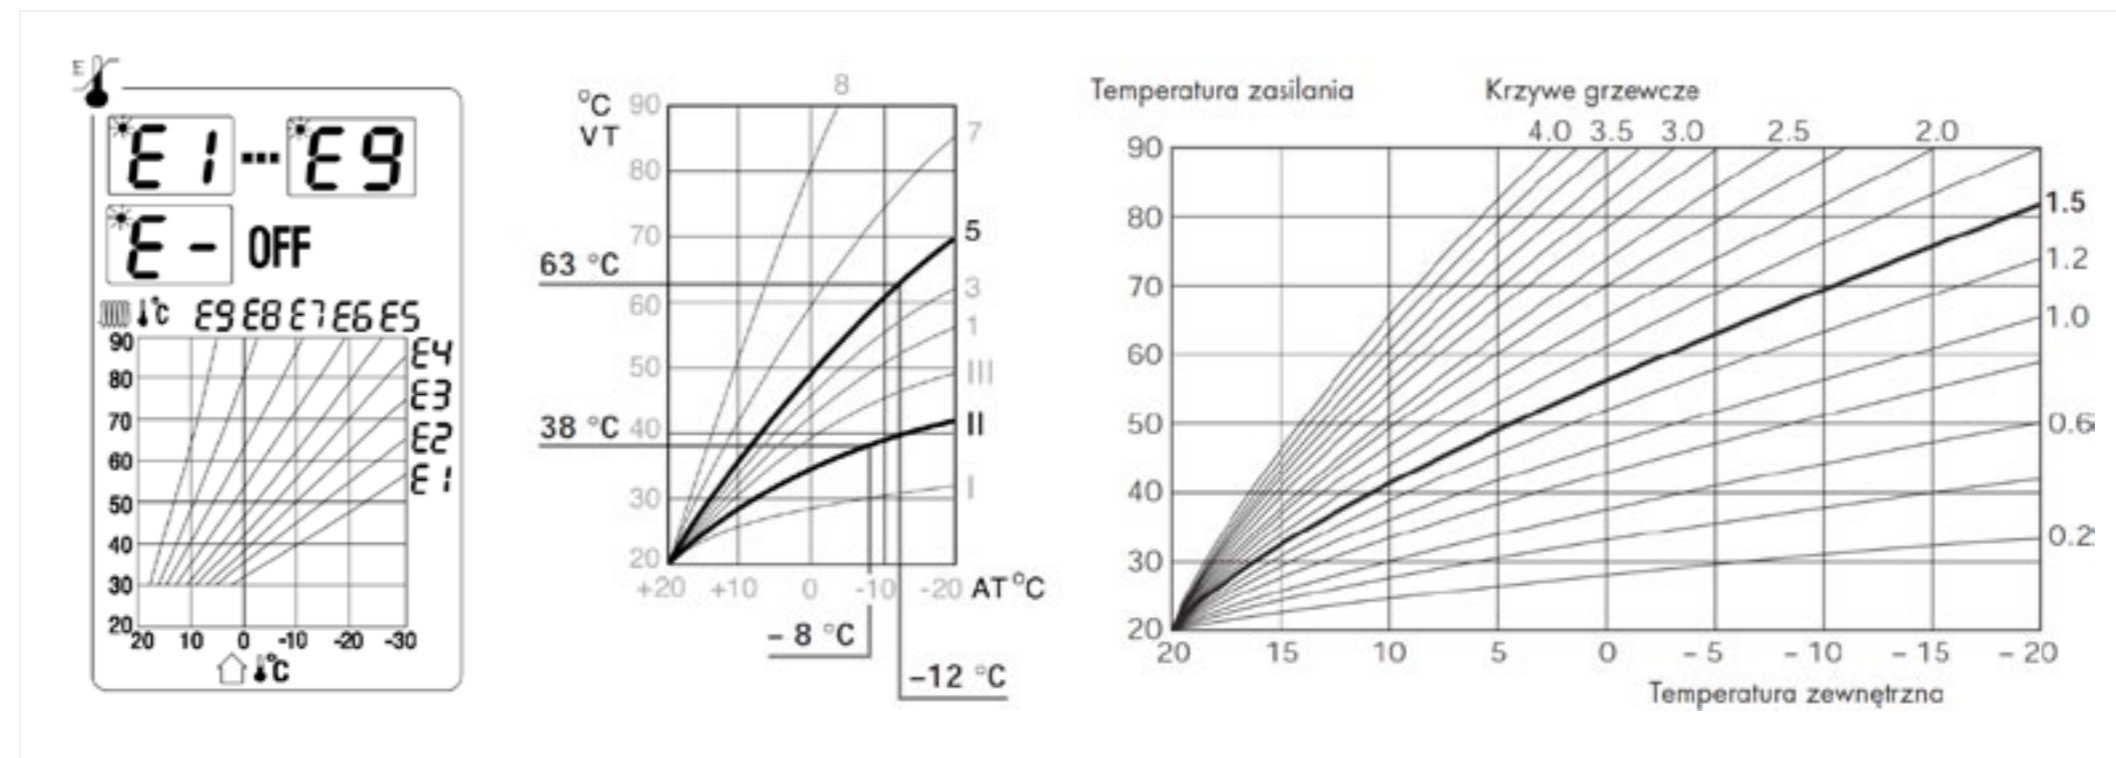 E
E1 ... E9
E - OFF
°C E9 E8 E7 E6 E5
90
80
70
60
50
40
30
20
E4
E3
E2
E1
20 10 0 -10 -20 -30
°C
°C
VT
90
80
70
60
50
40
30
20
8
7
5
3
1
III
II
I
63 °C
38 °C
+20 +10 0 -10 -20 AT °C
- 8 °C
-12 °C
Temperatura zasilania Krzywe grzewcze
4.0 3.5 3.0 2.5 2.0
90
80
70
60
50
40
30
20
1.5
1.2
1.0
0.6
0.2
20 15 10 5 0 - 5 - 10 - 15 - 20
Temperatura zewnętrzna